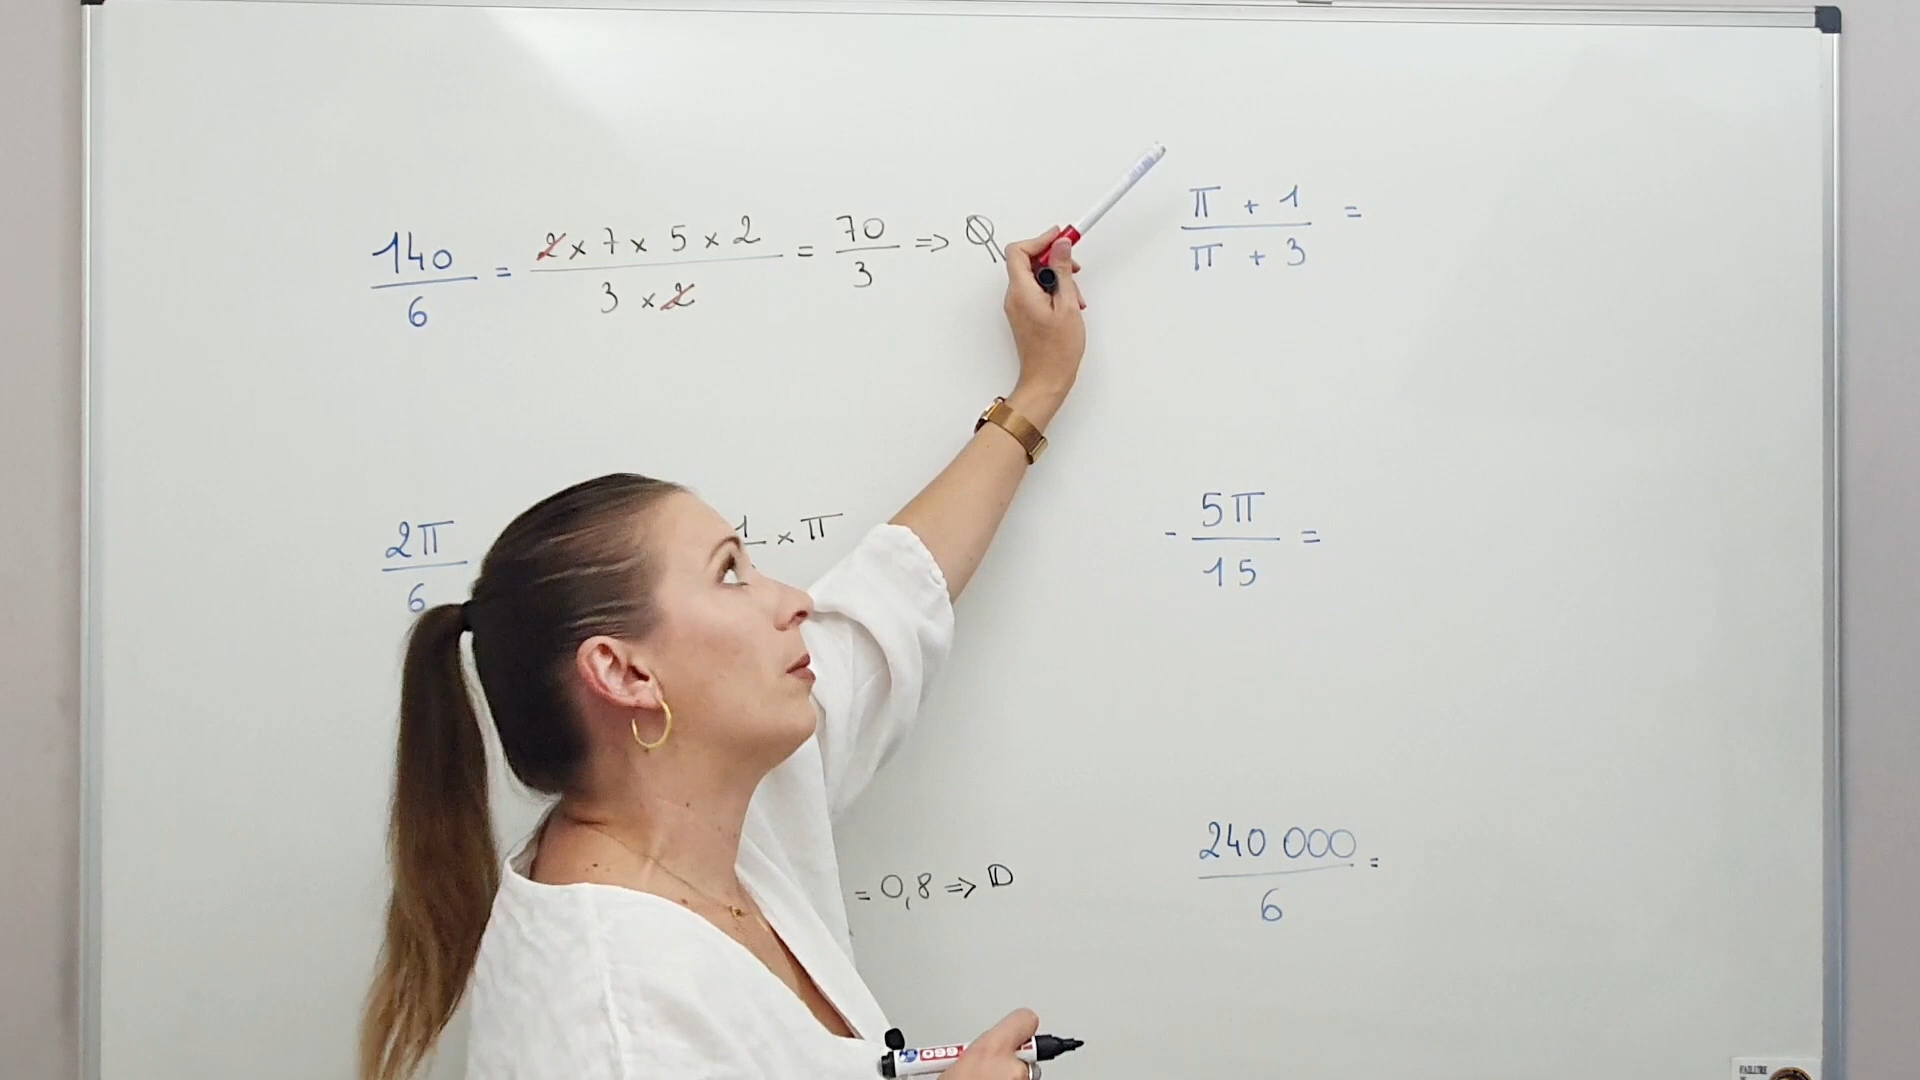 140/6 = 2 × 7 × 5 × 2 / 3 × 2 = 70/3 => ℚ
π + 1 / π + 3 =
2π/6
1
× π
- 5π/15 =
= 0,8 => 𝔻
240 000/6 =
660